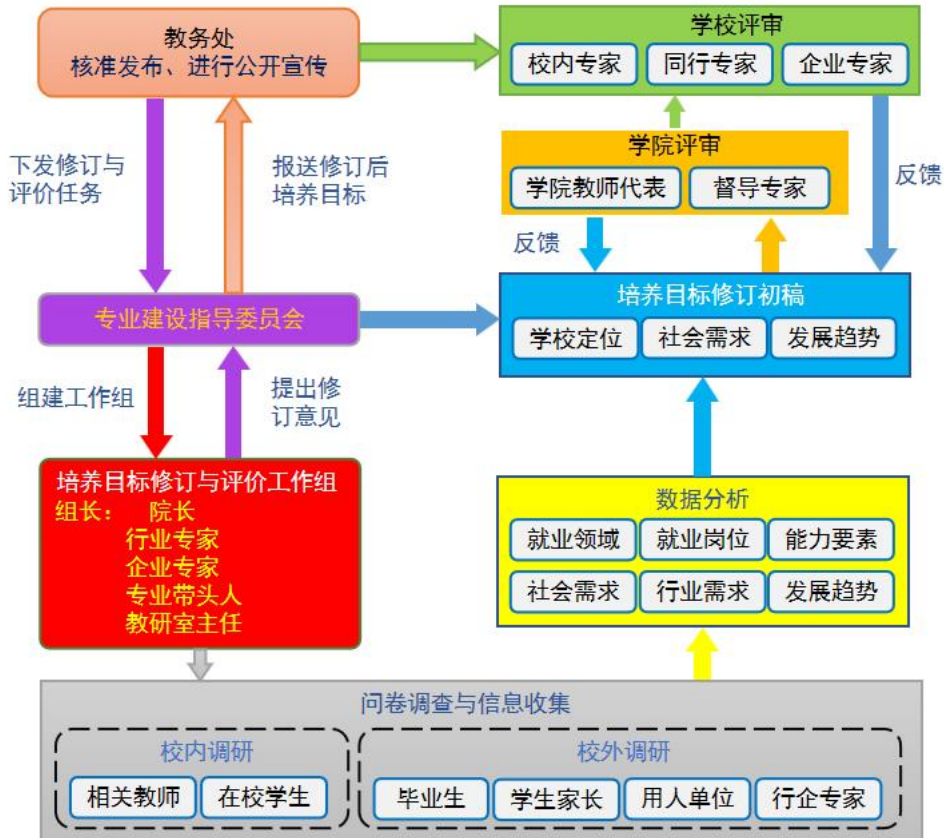 教务处
核准发布、进行公开宣传
学校评审
校内专家 同行专家 企业专家
下发修订与
评价任务
报送修订后
培养目标
学院评审
学院教师代表 督导专家
反馈
反馈
专业建设指导委员会
培养目标修订初稿
学校定位 社会需求 发展趋势
组建工作组
提出修
订意见
培养目标修订与评价工作组
组长： 院长
行业专家
企业专家
专业带头人
教研室主任
数据分析
就业领域 就业岗位 能力要素
社会需求 行业需求 发展趋势
问卷调查与信息收集
校内调研
相关教师 在校学生
校外调研
毕业生 学生家长 用人单位 行企专家